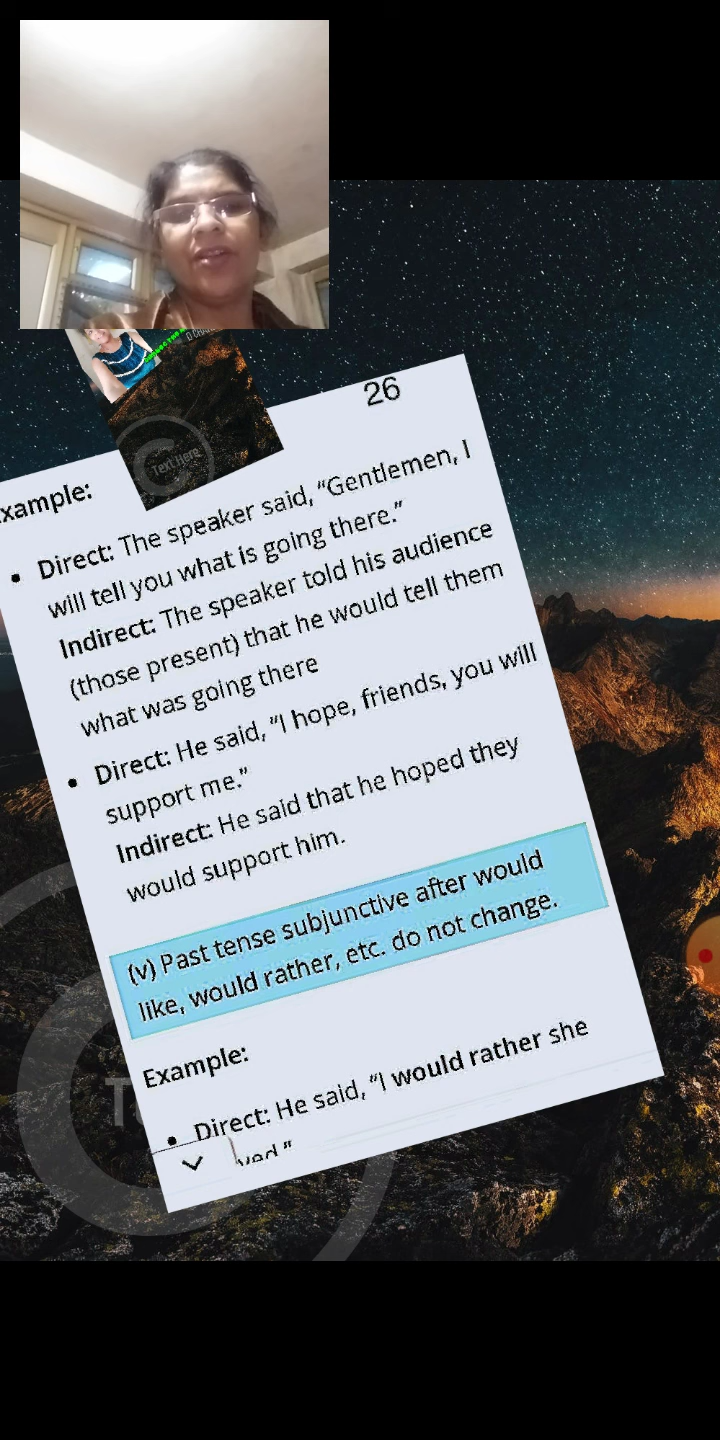 26
xample:
• Direct: The speaker said, “Gentlemen, I
will tell you what is going there.”
Indirect: The speaker told his audience
(those present) that he would tell them
what was going there
• Direct: He said, “I hope, friends, you will
support me.”
Indirect: He said that he hoped they
would support him.
(v) Past tense subjunctive after would
like, would rather, etc. do not change.
Example:
• Direct: He said, “I would rather she
Text Here